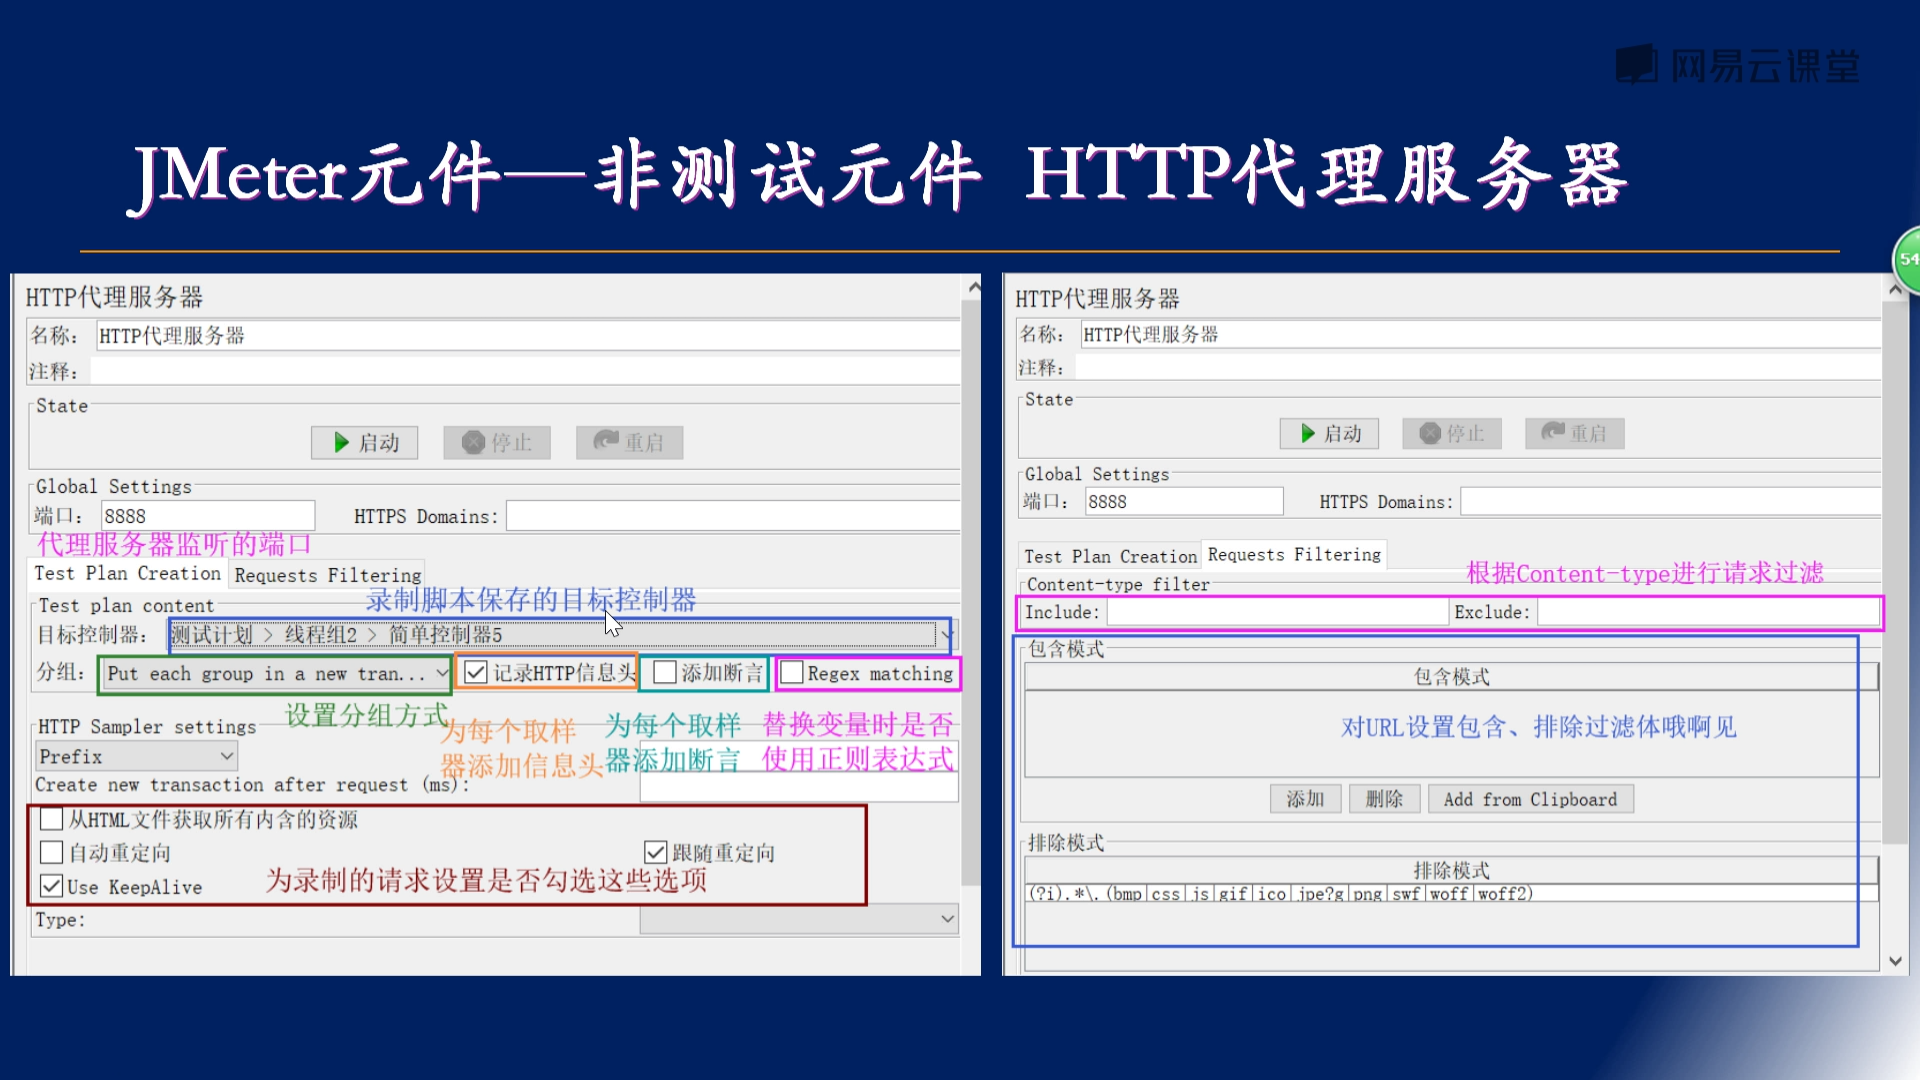 网易云课堂
JMeter元件—非测试元件 HTTP代理服务器
54
HTTP代理服务器
名称: HTTP代理服务器
注释:
State
启动 停止 重启
Global Settings
端口: 8888 HTTPS Domains:
代理服务器监听的端口
Test Plan Creation Requests Filtering
录制脚本保存的目标控制器
Test plan content
目标控制器: 测试计划 > 线程组2 > 简单控制器5
分组: Put each group in a new tran... 记录HTTP信息头 添加断言 Regex matching
设置分组方式
为每个取样
器添加信息头
为每个取样
器添加断言
替换变量时是否
使用正则表达式
HTTP Sampler settings
Prefix
Create new transaction after request (ms):
从HTML文件获取所有内含的资源
自动重定向 跟随重定向
Use KeepAlive
为录制的请求设置是否勾选这些选项
Type:
HTTP代理服务器
名称: HTTP代理服务器
注释:
State
启动 停止 重启
Global Settings
端口: 8888 HTTPS Domains:
Test Plan Creation Requests Filtering
根据Content-type进行请求过滤
Content-type filter
Include: Exclude:
包含模式
包含模式
对URL设置包含、排除过滤体哦啊见
添加 删除 Add from Clipboard
排除模式
排除模式
(?i).*\.(bmp|css|js|gif|ico|jpe?g|png|swf|woff|woff2)